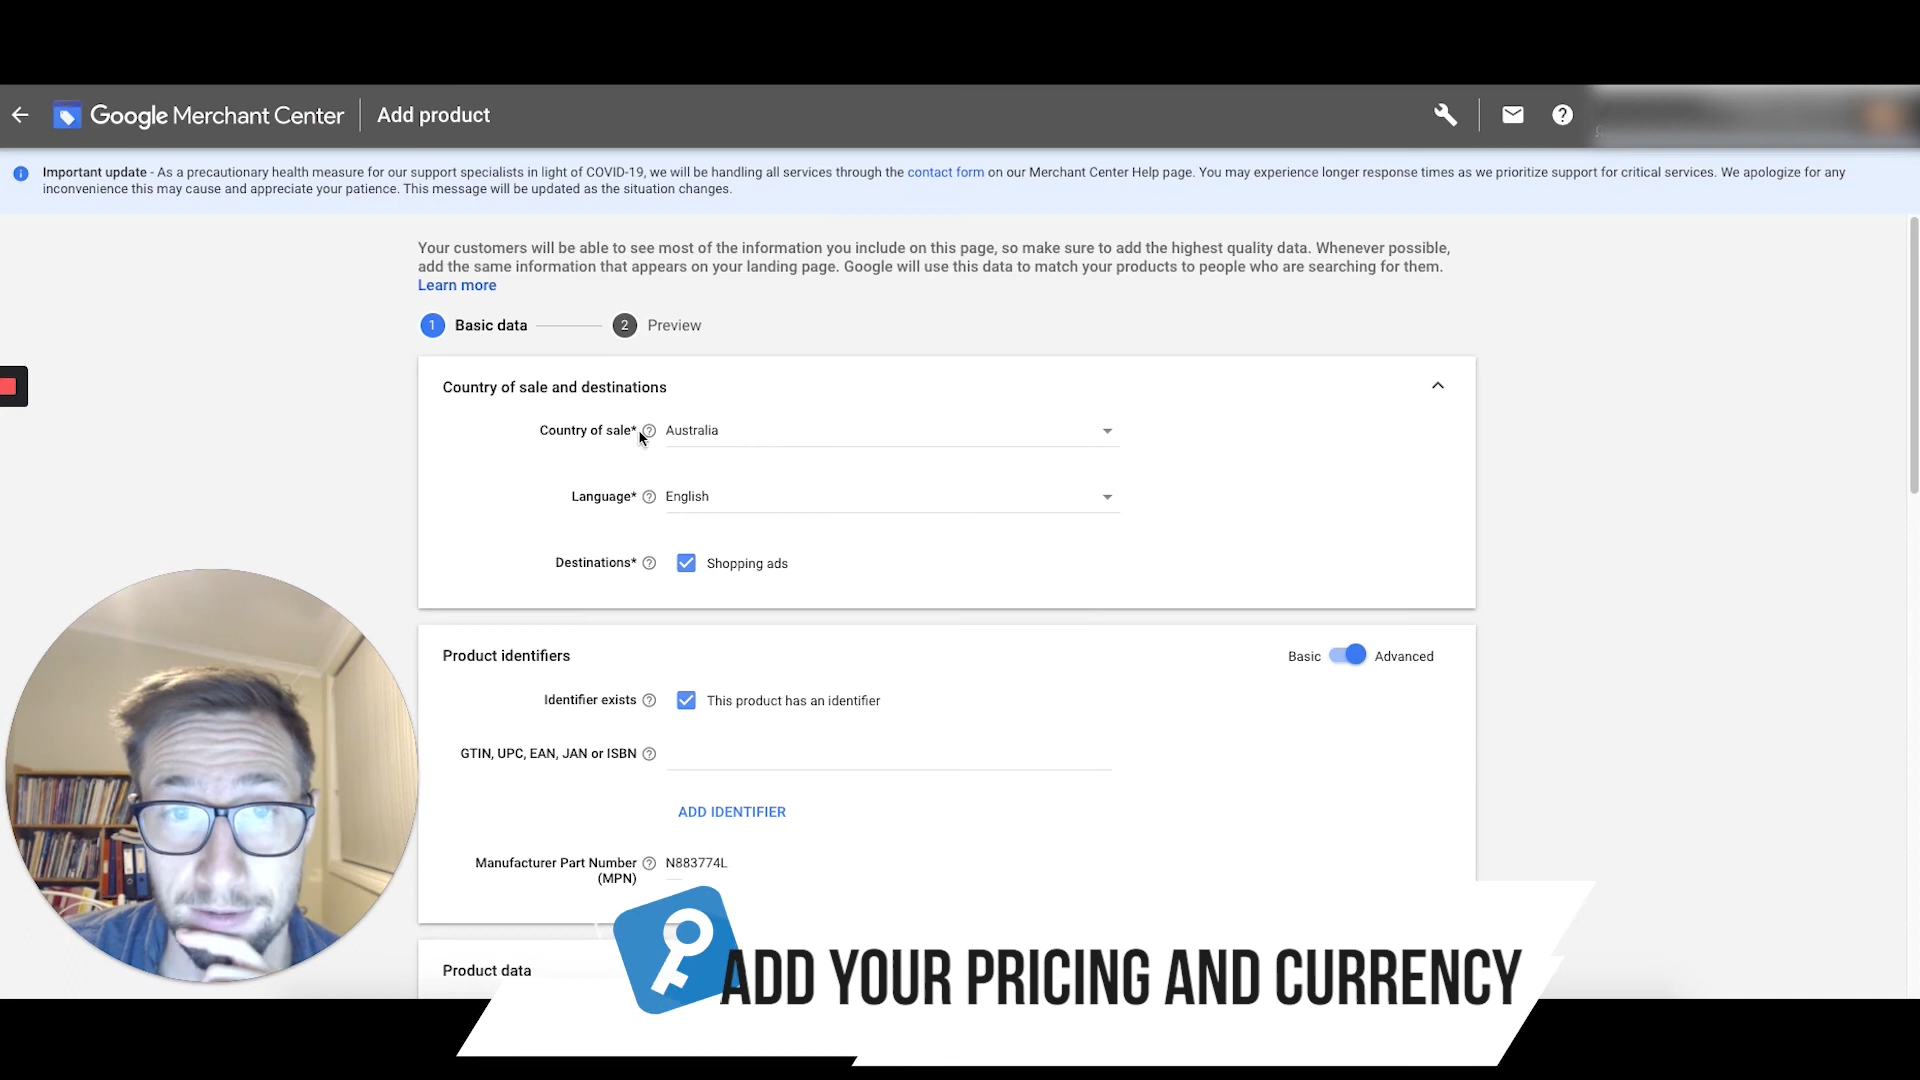 Google Merchant Center
Add product
Important update - As a precautionary health measure for our support specialists in light of COVID-19, we will be handling all services through the contact form on our Merchant Center Help page. You may experience longer response times as we prioritize support for critical services. We apologize for any
inconvenience this may cause and appreciate your patience. This message will be updated as the situation changes.
Your customers will be able to see most of the information you include on this page, so make sure to add the highest quality data. Whenever possible,
add the same information that appears on your landing page. Google will use this data to match your products to people who are searching for them.
Learn more
1 Basic data
2 Preview
Country of sale and destinations
Country of sale* Australia
Language* English
Destinations* Shopping ads
Product identifiers
Basic Advanced
Identifier exists This product has an identifier
GTIN, UPC, EAN, JAN or ISBN
ADD IDENTIFIER
Manufacturer Part Number N883774L
(MPN)
Product data
ADD YOUR PRICING AND CURRENCY